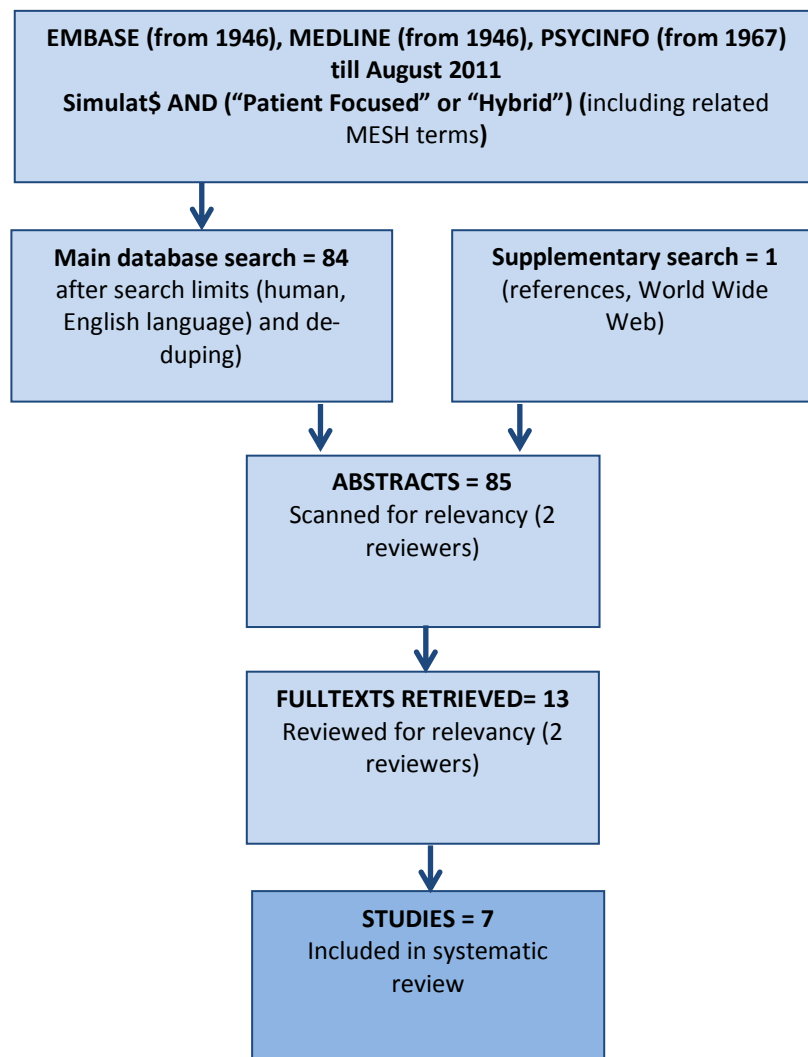 EMBASE (from 1946), MEDLINE (from 1946), PSYCINFO (from 1967)
till August 2011
Simulat$ AND (“Patient Focused” or “Hybrid”) (including related
MESH terms)
Main database search = 84
after search limits (human,
English language) and de-
duping)
Supplementary search = 1
(references, World Wide
Web)
ABSTRACTS = 85
Scanned for relevancy (2
reviewers)
FULLTEXTS RETRIEVED= 13
Reviewed for relevancy (2
reviewers)
STUDIES = 7
Included in systematic
review